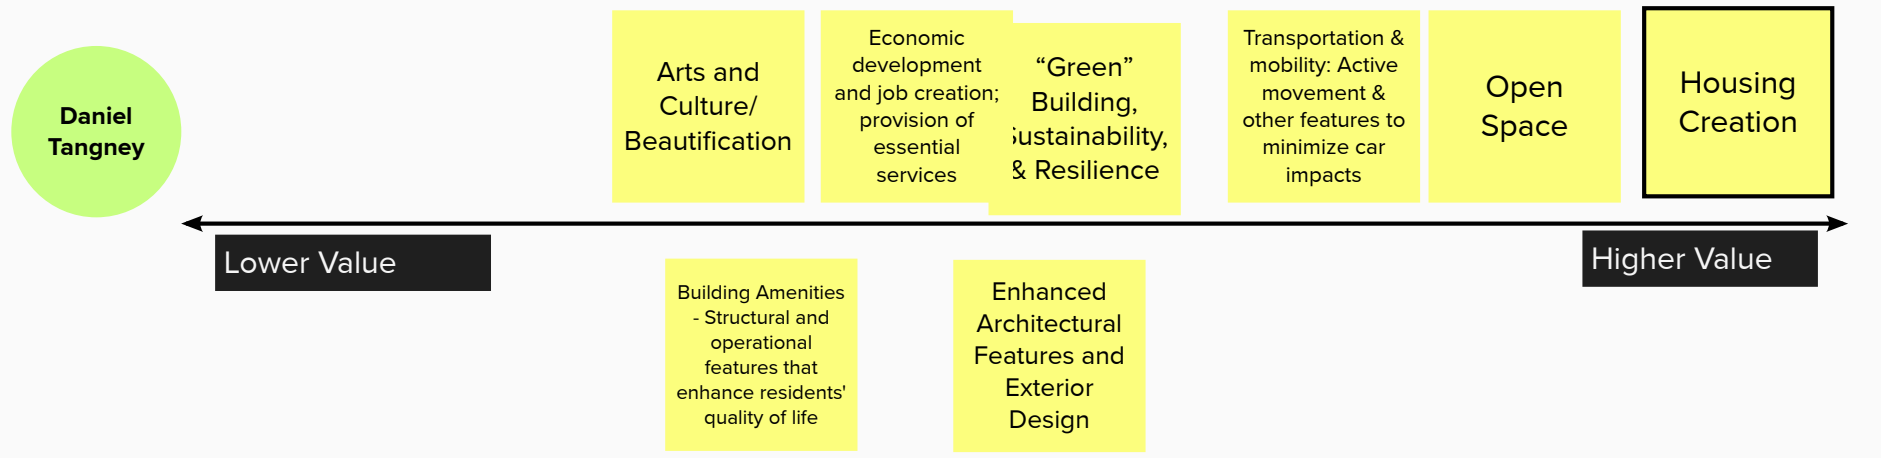 Daniel
Tangney
Arts and
Culture/
Beautification
Economic
development
and job creation;
provision of
essential
services
“Green”
Building,
Sustainability,
& Resilience
Transportation &
mobility: Active
movement &
other features to
minimize car
impacts
Open
Space
Housing
Creation
Lower Value
Higher Value
Building Amenities
- Structural and
operational
features that
enhance residents'
quality of life
Enhanced
Architectural
Features and
Exterior
Design